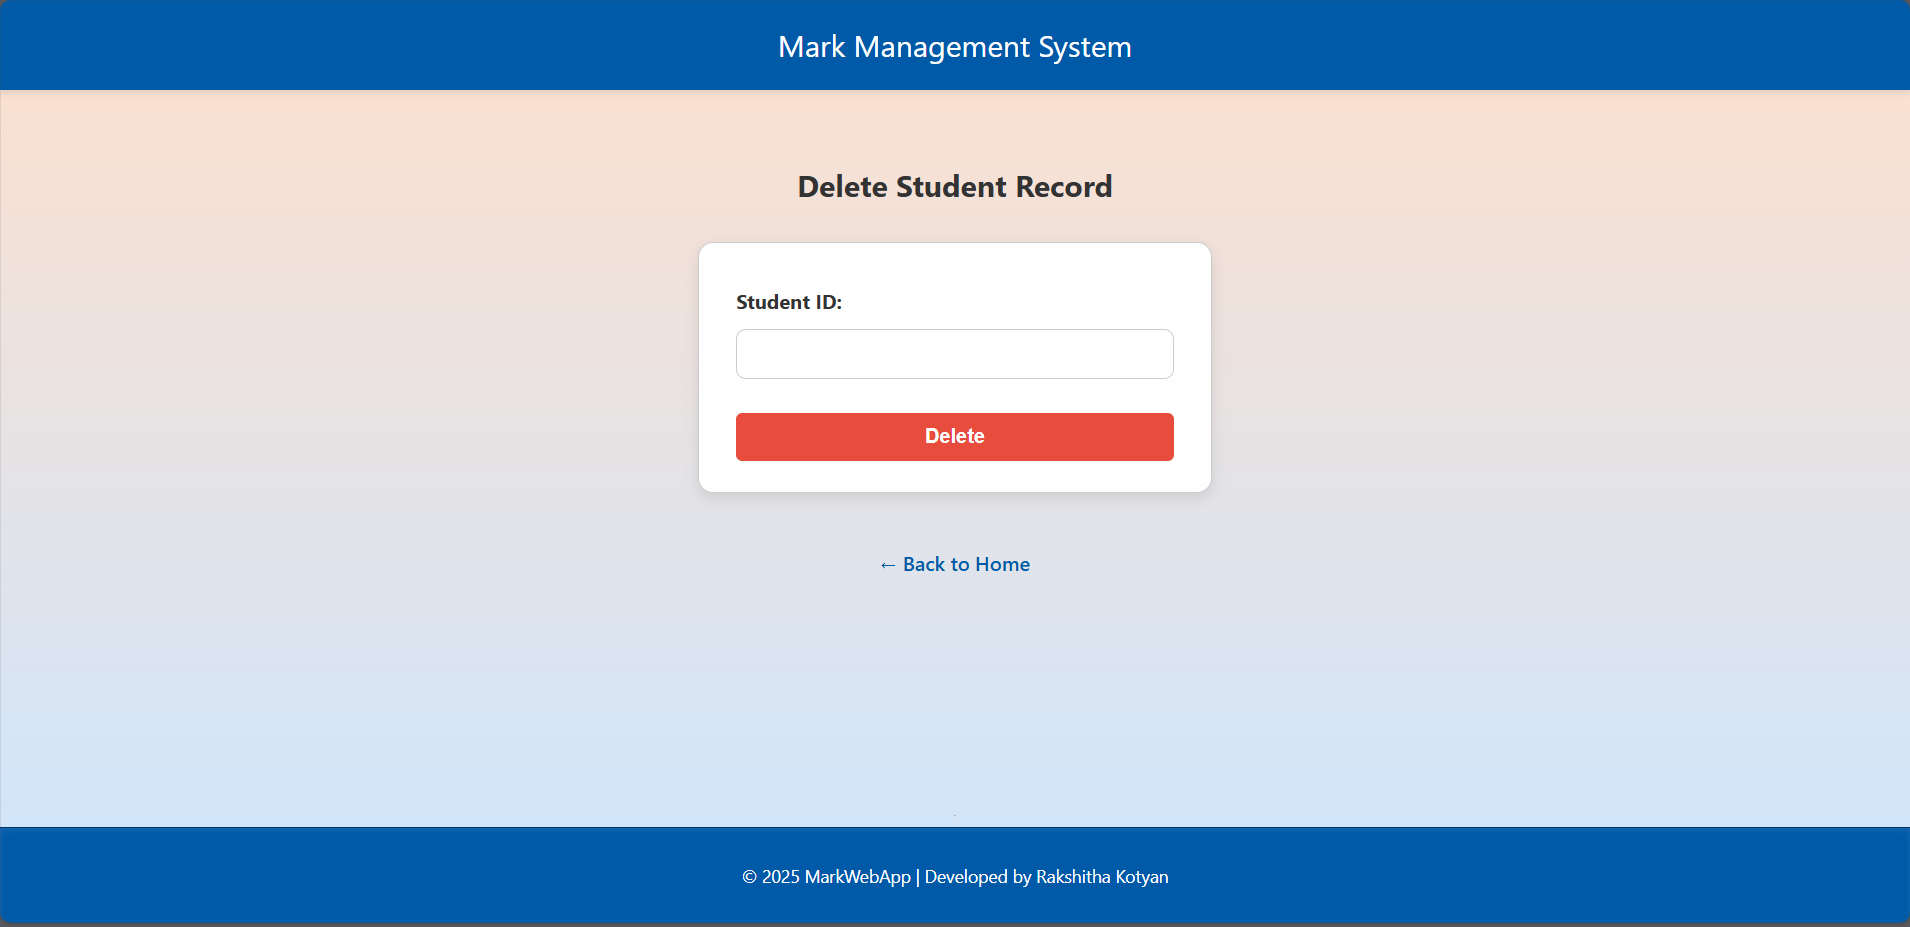 Mark Management System
Delete Student Record
Student ID:
Delete
← Back to Home
© 2025 MarkWebApp | Developed by Rakshitha Kotyan